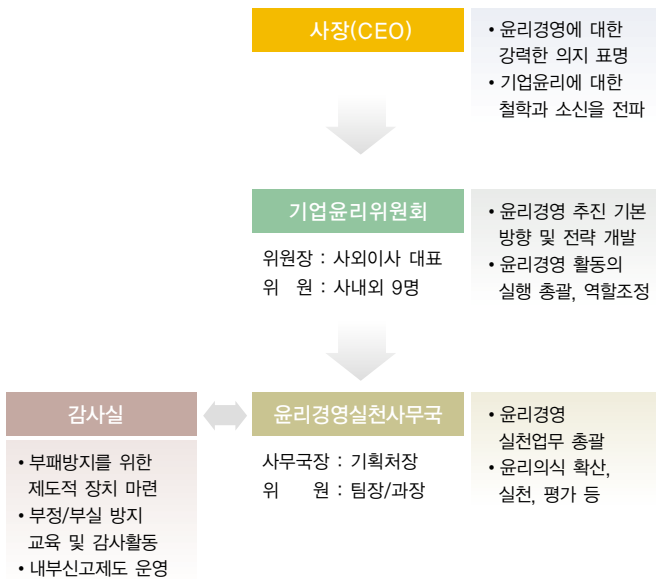 사장(CEO)
• 윤리경영에 대한
강력한 의지 표명
• 기업윤리에 대한
철학과 소신을 전파
기업윤리위원회
위원장 : 사외이사 대표
위 원 : 사내외 9명
• 윤리경영 추진 기본
방향 및 전략 개발
• 윤리경영 활동의
실행 총괄, 역할조정
감사실
• 부패방지를 위한
제도적 장치 마련
• 부정/부실 방지
교육 및 감사활동
• 내부신고제도 운영
윤리경영실천사무국
사무국장 : 기획처장
위 원 : 팀장/과장
• 윤리경영
실천업무 총괄
• 윤리의식 확산,
실천, 평가 등